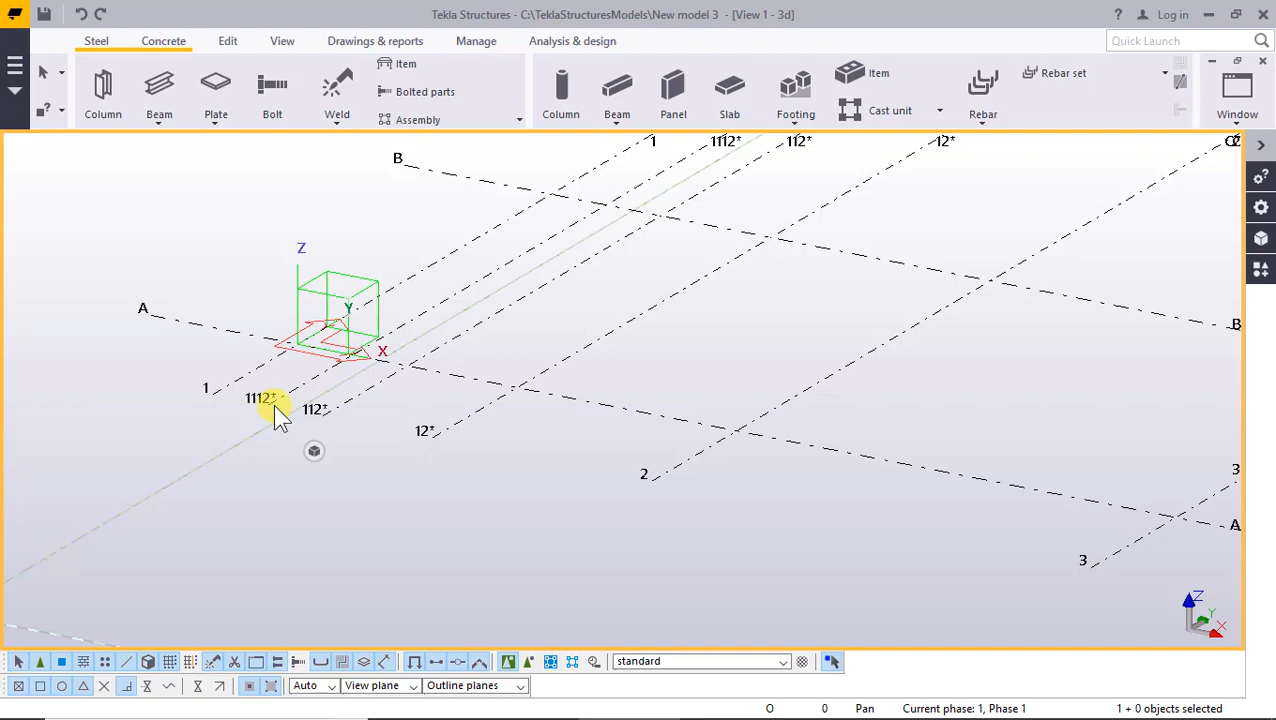 Tekla Structures - C:\TeklaStructuresModels\New model 3 - [View 1 - 3d]
? Log in
Steel Concrete Edit View Drawings & reports Manage Analysis & design Quick Launch
Item Item Rebar set
Bolted parts
Cast unit
Column Beam Plate Bolt Weld Assembly Column Beam Panel Slab Footing Rebar Window
1 1112* 112* 12*
B
Z
A Y
B
X
1
1112* 112*
12*
2 3
A
3
Z
Y
X
standard
Auto View plane Outline planes
O 0 Pan Current phase: 1, Phase 1 1 + 0 objects selected